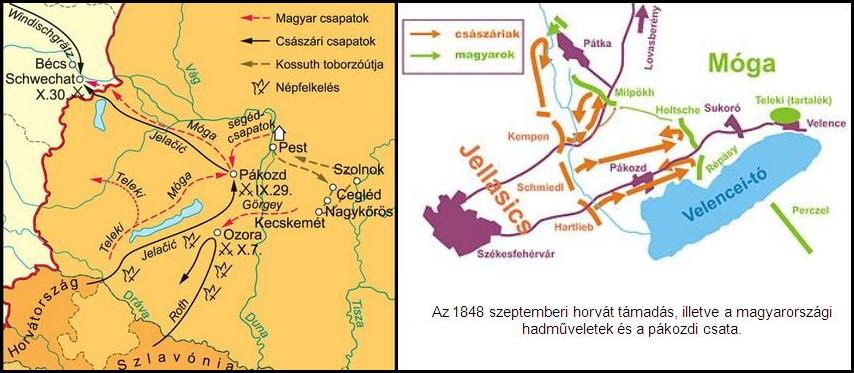 Windischgrätz
Bécs
Schwechat
X.30.
Vág
Magyar csapatok
Császári csapatok
Kossuth toborzóútja
Népfelkelés
Duna
Móga
segéd-
csapatok
Jelačić
Pest
Szolnok
Cegléd
Nagykőrös
Kecskemét
Pákozd
IX.29.
Görgey
Teleki
Móga
Teleki
Jelačić
Ozora
X.7.
Roth
Dráva
Duna
Tisza
Horvátország
Szlavónia
császáriak
magyarok
Pátka
Lovasberény
Milpökh
Móga
Holtsche
Sukoró
Teleki (tartalék)
Velence
Kempen
Jellasics
Pákozd
Répásy
Schmiedl
Velencei-tó
Hartlieb
Perczel
Székesfehérvár
Az 1848 szeptemberi horvát támadás, illetve a magyarországi
hadműveletek és a pákozdi csata.